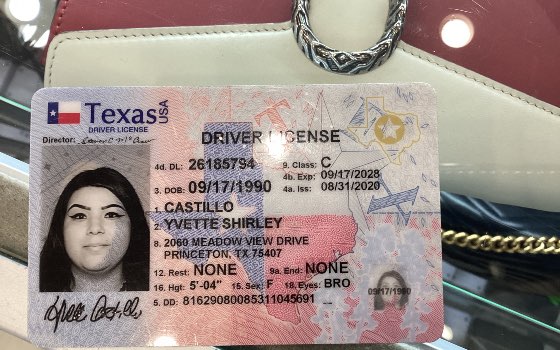 Texas USA
DRIVER LICENSE
Director:
DRIVER LICENSE
4d. DL: 26185794 9. Class: C
4b. Exp: 09/17/2028
3. DOB: 09/17/1990 4a. Iss: 08/31/2020
1. CASTILLO
2. YVETTE SHIRLEY
8. 2060 MEADOW VIEW DRIVE
PRINCETON, TX 75407
12. Rest: NONE 9a. End: NONE
16. Hgt: 5'-04" 15. Sex: F 18. Eyes: BRO
5. DD: 81629080085311045691
09/17/1990